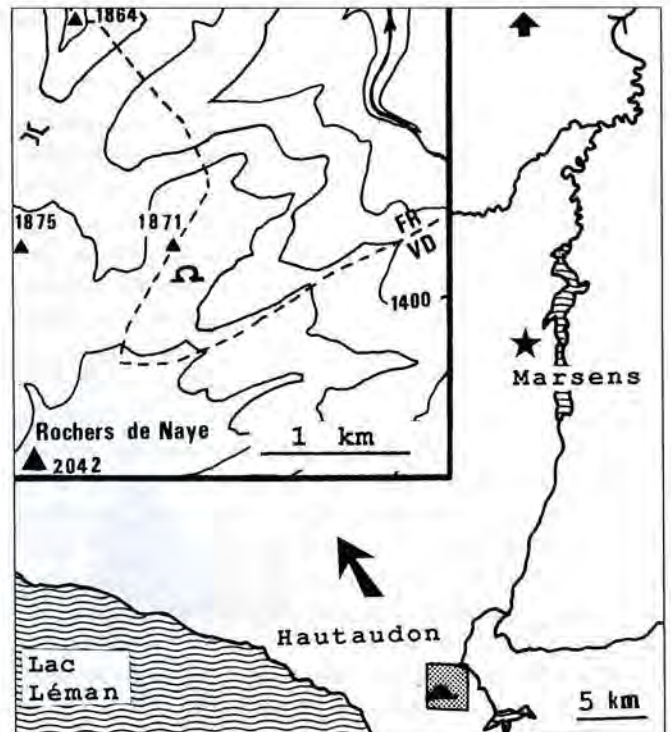 1864
1875
1871
FR
VD
1400
Rochers de Naye
2042
1 km
Marsens
Hautaudon
Lac
Léman
5 km